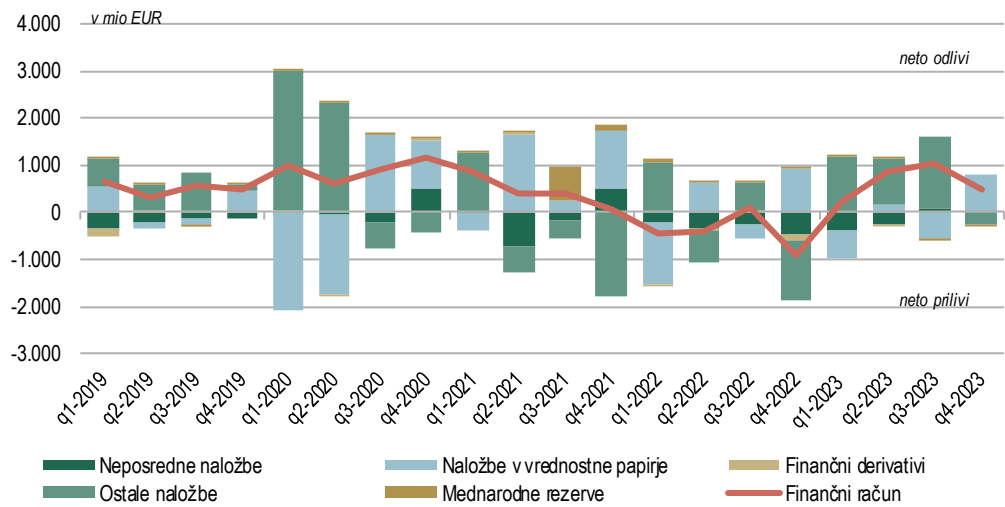 v mio EUR
4.000
3.000
2.000
1.000
0
-1.000
-2.000
-3.000
neto odlivi
neto prilivi
q1-2019
q2-2019
q3-2019
q4-2019
q1-2020
q2-2020
q3-2020
q4-2020
q1-2021
q2-2021
q3-2021
q4-2021
q1-2022
q2-2022
q3-2022
q4-2022
q1-2023
q2-2023
q3-2023
q4-2023
Neposredne naložbe
Naložbe v vrednostne papirje
Finančni derivativi
Ostale naložbe
Mednarodne rezerve
Finančni račun